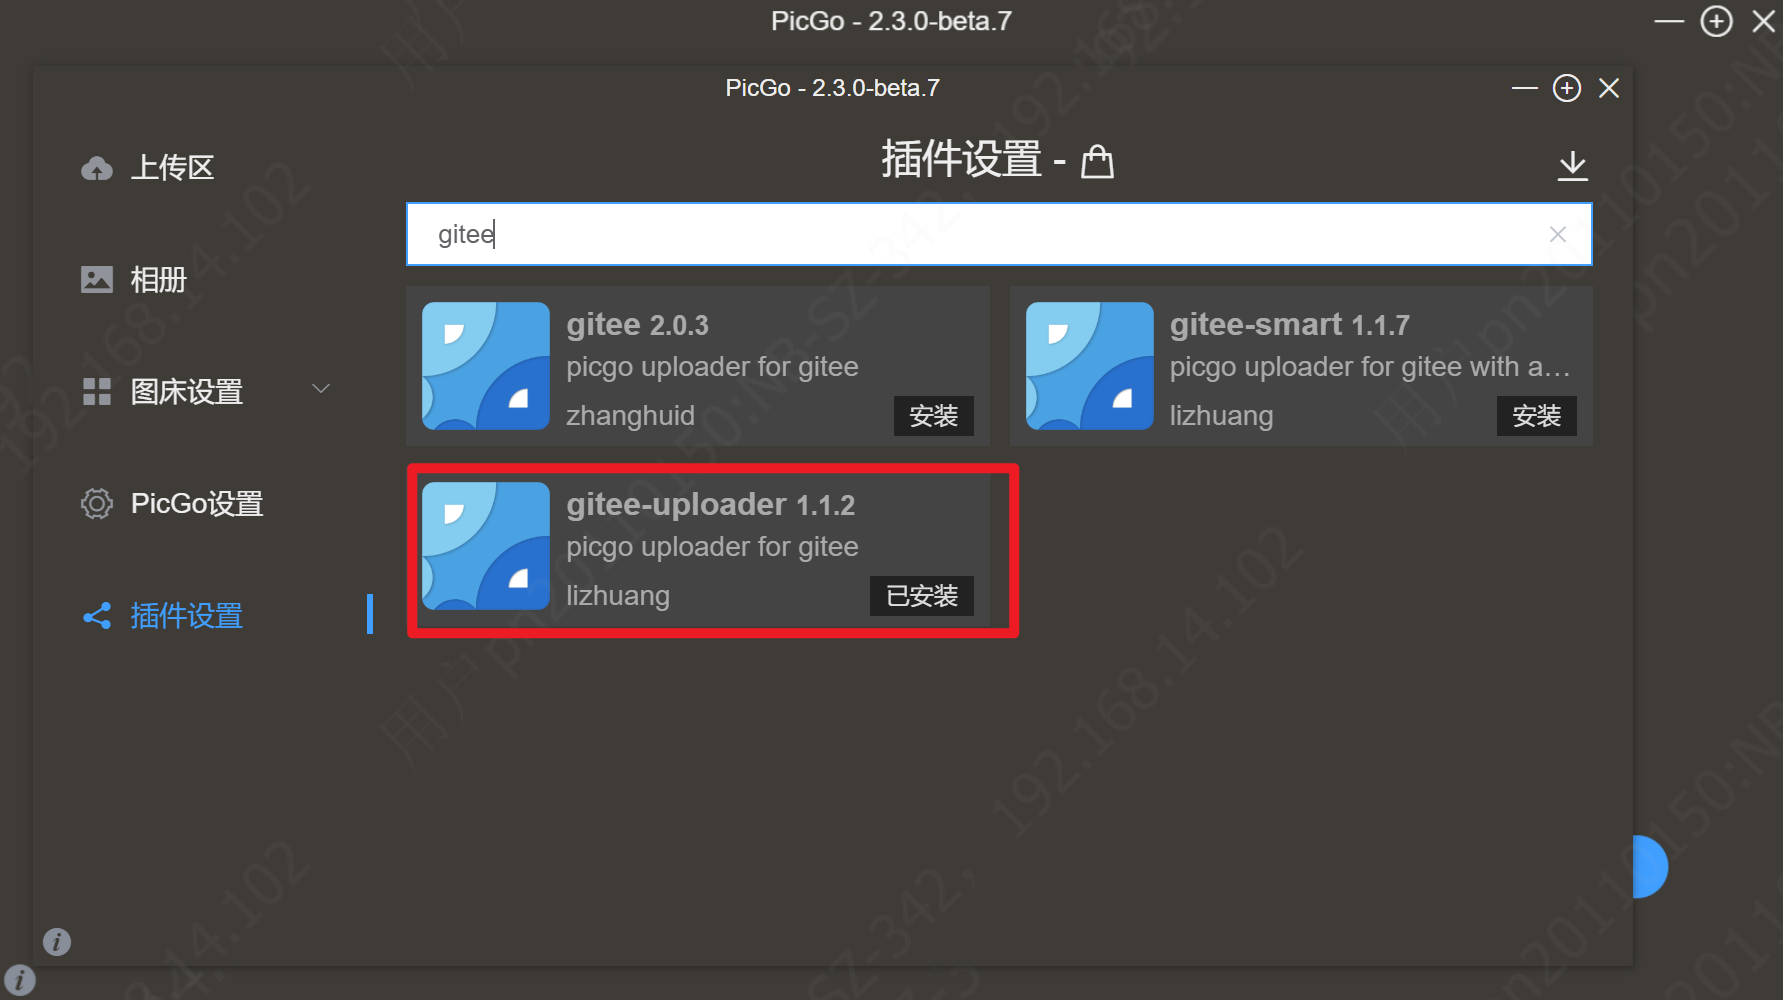 PicGo - 2.3.0-beta.7
PicGo - 2.3.0-beta.7
上传区
相册
图床设置
PicGo设置
插件设置
插件设置 -
gitee
gitee 2.0.3
picgo uploader for gitee
zhanghuid
安装
gitee-smart 1.1.7
picgo uploader for gitee with a…
lizhuang
安装
gitee-uploader 1.1.2
picgo uploader for gitee
lizhuang
已安装